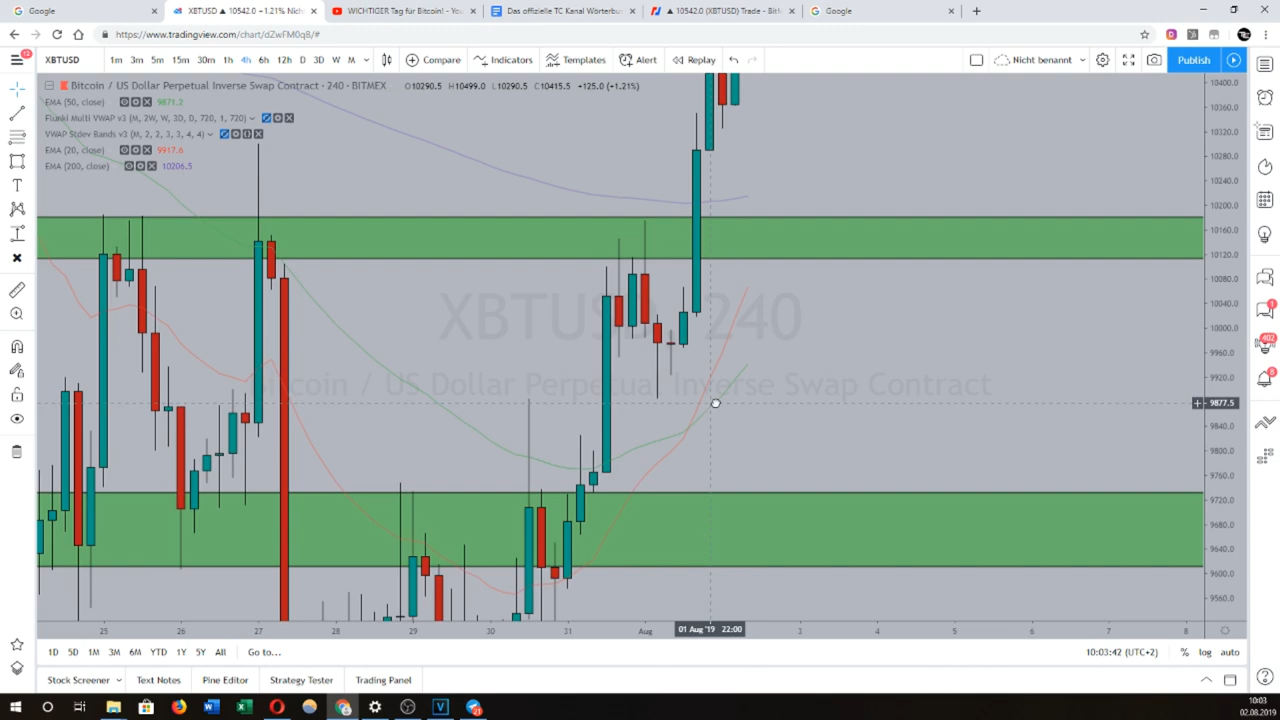 Google
XBTUSD ▲ 10542.0 +1.21% Nich
WICHTIGER Tag für Bitcoin! - Yo
Das offizielle TC Kanal Wörterbu
▲ 10542.0 (XBTUSD) Trade - Bit
Google
https://www.tradingview.com/chart/dZwFM0q8/#
12 XBTUSD 1m 3m 5m 15m 30m 1h 4h 6h 12h D 3D W M Compare Indicators Templates Alert Replay Nicht benannt Publish
Bitcoin / US Dollar Perpetual Inverse Swap Contract · 240 · BITMEX O10290.5 H10499.0 L10290.5 C10415.5 +125.0 (+1.21%)
EMA (50, close) 9871.2
Flunki Multi VWAP v3 (M, 2W, W, 3D, D, 720, 1, 720)
VWAP Stdev Bands v3 (M, 2, 2, 3, 3, 4, 4)
EMA (20, close) 9917.6
EMA (200, close) 10206.5
XBTUSD, 240
Bitcoin / US Dollar Perpetual Inverse Swap Contract
10400.0
10360.0
10320.0
10280.0
10240.0
10200.0
10160.0
10120.0
10080.0
10040.0
10000.0
9960.0
9920.0
9877.5
9840.0
9800.0
9760.0
9720.0
9680.0
9640.0
9600.0
9560.0
1
402
8
25 26 27 28 29 30 31 Aug 01 Aug '19 22:00 3 4 5 6 7 8
1D 5D 1M 3M 6M YTD 1Y 5Y All Go to... 10:03:42 (UTC+2) % log auto
Stock Screener Text Notes Pine Editor Strategy Tester Trading Panel
10:03
02.08.2019